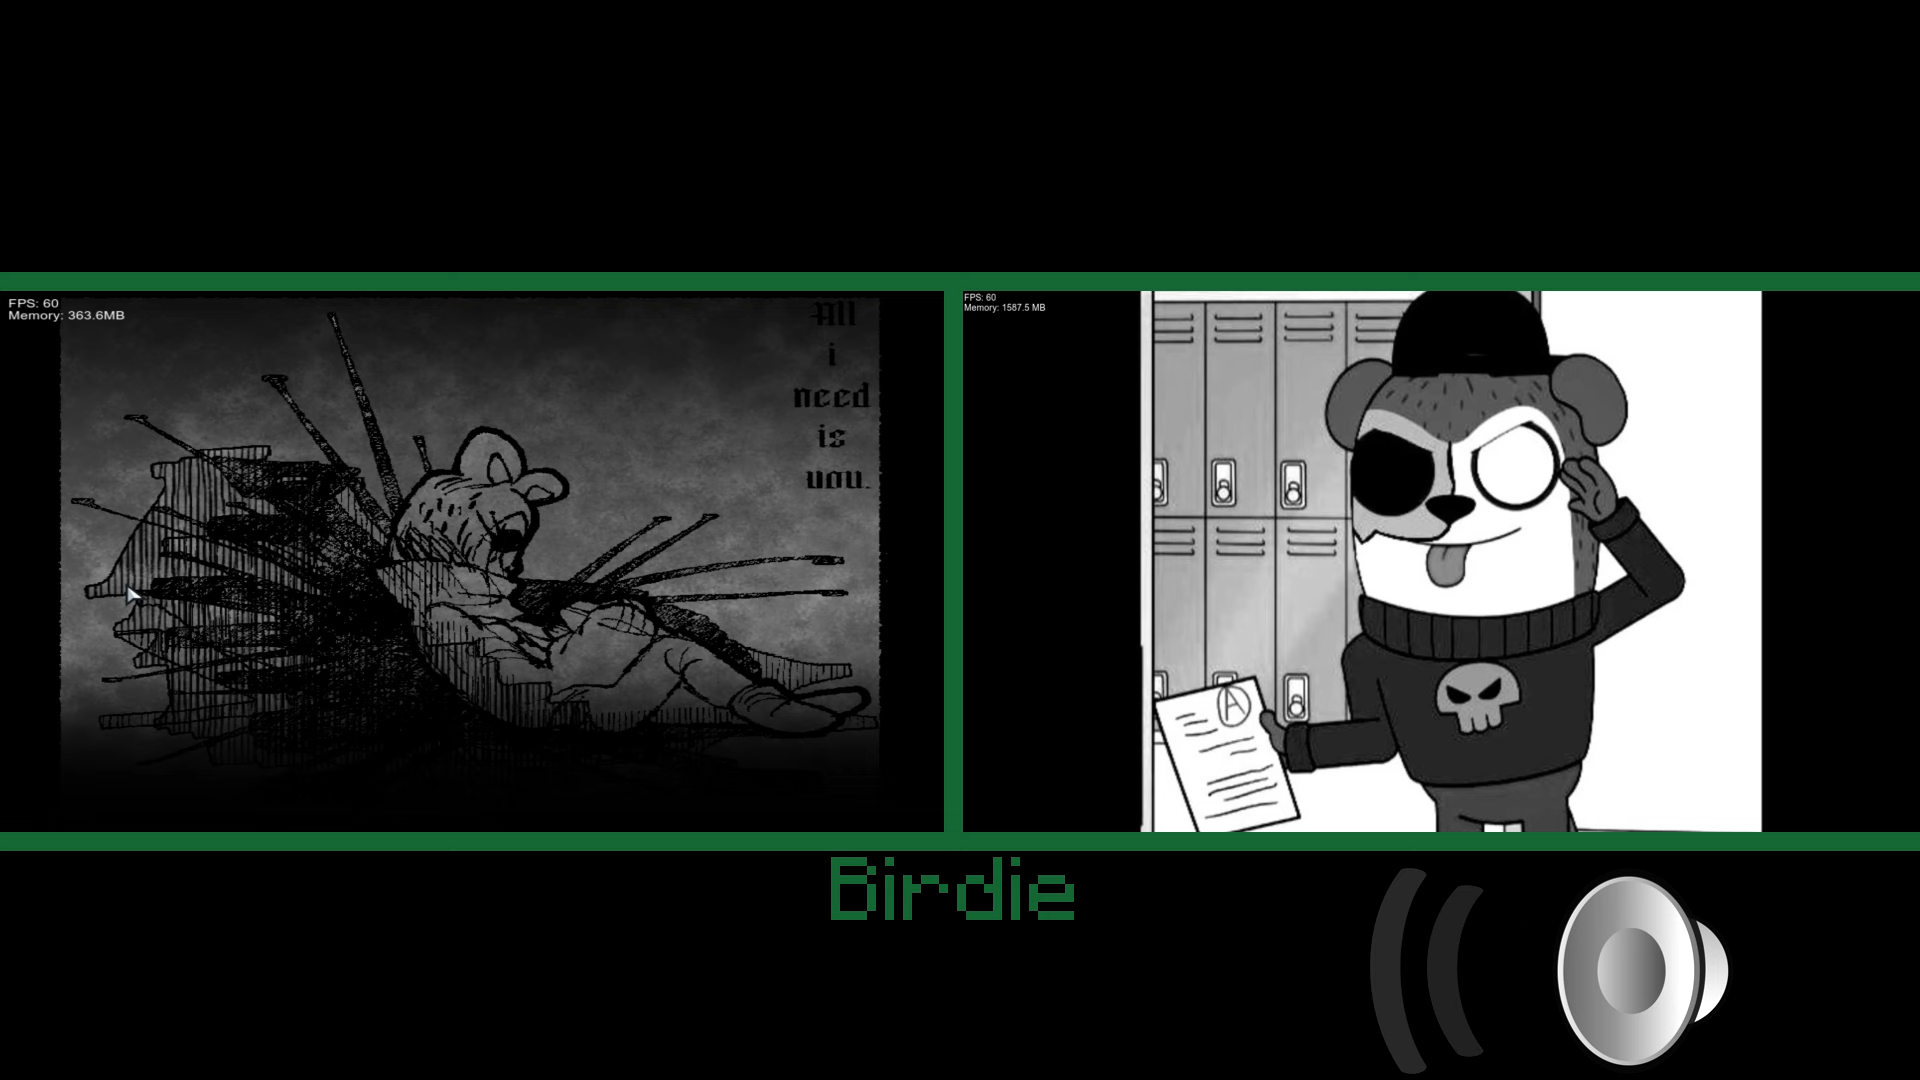 FPS: 60
Memory: 363.6MB
All
i
need
is
you.
FPS: 60
Memory: 1587.5 MB
A
Birdie